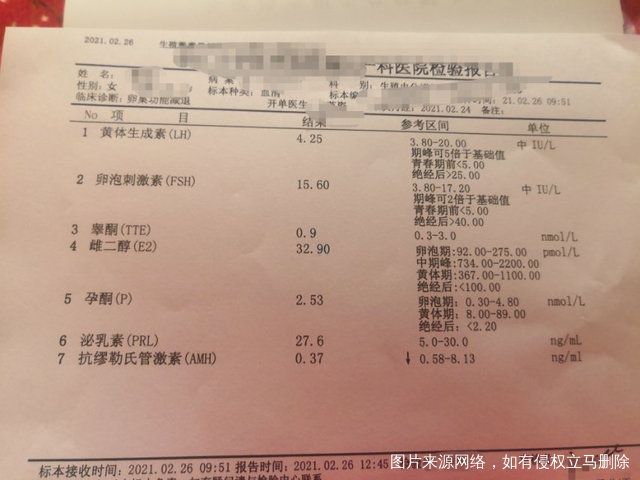 2021.02.26 生殖
科医院检验报告
姓 名: 病 案 科 别:
性别:女 标本种类:血清 标本编 21.02.26 09:51
临床诊断:卵巢功能减退 开单医生 2021.02.24 备注:
No 项 目 结果 参考区间 单位
1 黄体生成素(LH) 4.25 3.80-20.00 中 IU/L
期峰可5倍于基础值
青春期前<5.00
绝经后>25.00
2 卵泡刺激素(FSH) 15.60 3.80-17.20 中 IU/L
期峰可2倍于基础值
青春期前<5.00
绝经后>40.00
3 睾酮(TTE) 0.9 0.3-3.0 nmol/L
4 雌二醇(E2) 32.90 卵泡期:92.00-275.00 pmol/L
中期峰:734.00-2200.00
黄体期:367.00-1100.00
绝经后:<100.00
5 孕酮(P) 2.53 卵泡期: 0.30-4.80 nmol/L
黄体期: 8.00-89.00
绝经后: <2.20
6 泌乳素(PRL) 27.6 5.0-30.0 ng/mL
7 抗缪勒氏管激素(AMH) 0.37 ↓ 0.58-8.13 ng/ml
标本接收时间: 2021.02.26 09:51 报告时间: 2021.02.26 12:45
图片来源网络,如有侵权立马删除